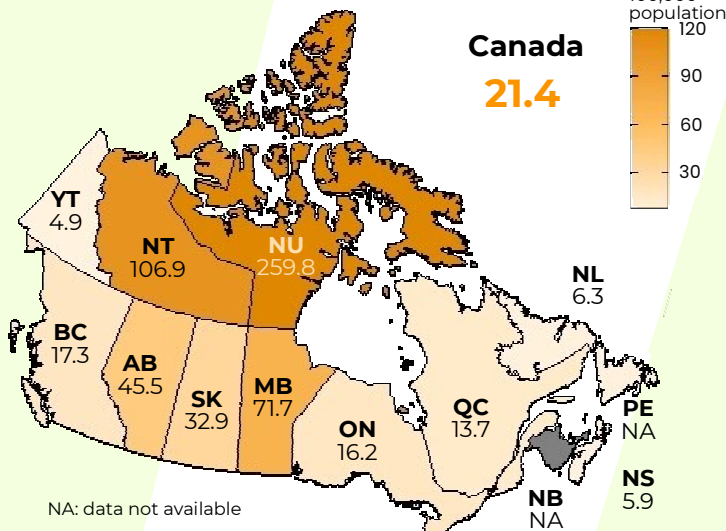 population
Canada
21.4
120
90
60
30
YT
4.9
NT
106.9
NU
259.8
NL
6.3
BC
17.3
AB
45.5
SK
32.9
MB
71.7
ON
16.2
QC
13.7
PE
NA
NS
5.9
NB
NA
NA: data not available